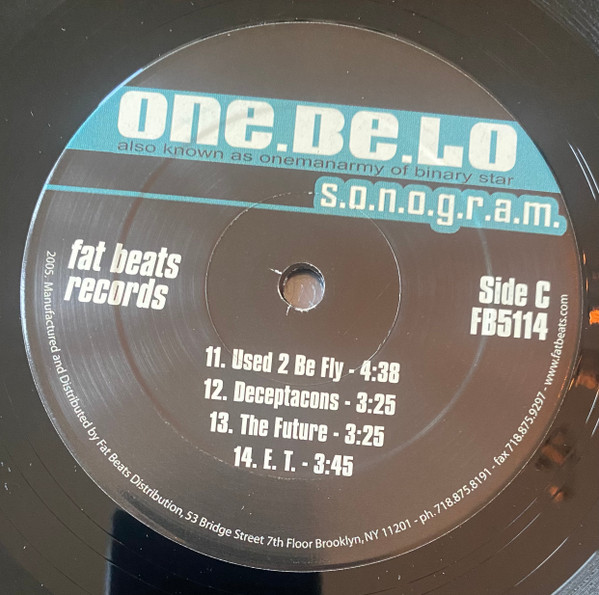 one.Be.Lo
also known as onemanarmy of binary star
s.o.n.o.g.r.a.m.
fat beats
records
Side C
FB5114
11. Used 2 Be Fly - 4:38
12. Deceptacons - 3:25
13. The Future - 3:25
14. E. T. - 3:45
2005. Manufactured and Distributed by Fat Beats Distribution, 53 Bridge Street 7th Floor Brooklyn, NY 11201 - ph.718.875.8191 - fax 718.875.9297 - www.fatbeats.com